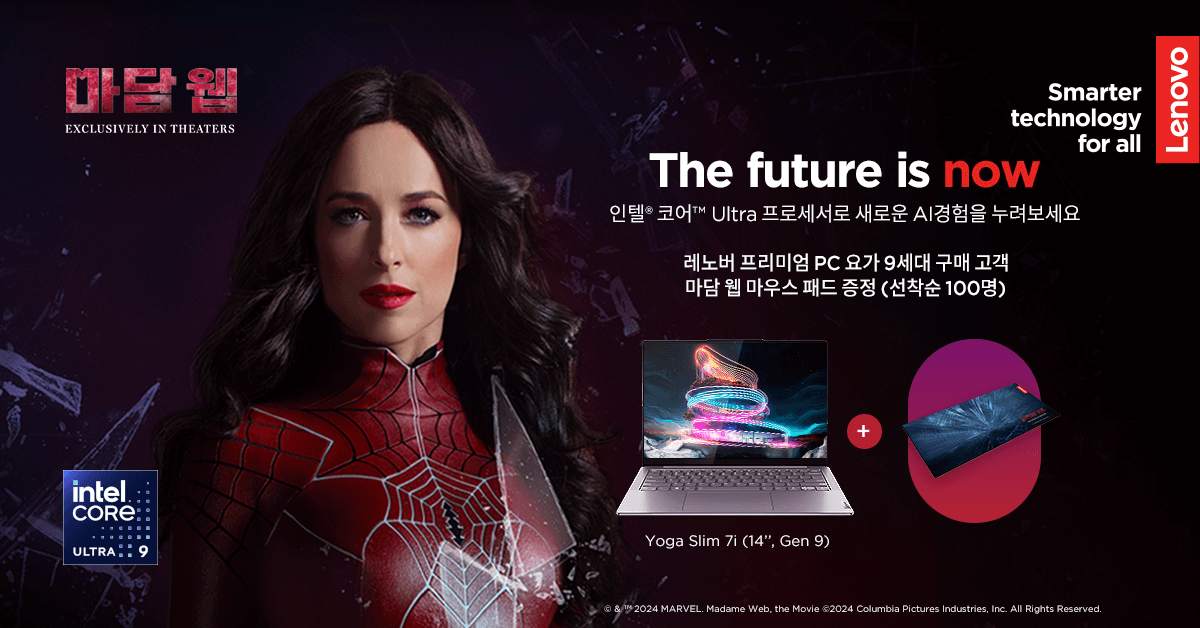 마담 웹
EXCLUSIVELY IN THEATERS
Lenovo
Smarter
technology
for all
The future is now
인텔® 코어™ Ultra 프로세서로 새로운 AI경험을 누려보세요
레노버 프리미엄 PC 요가 9세대 구매 고객
마담 웹 마우스 패드 증정 (선착순 100명)
+
intel
CORE
ULTRA 9
Yoga Slim 7i (14’’, Gen 9)
© & ™ 2024 MARVEL. Madame Web, the Movie ©2024 Columbia Pictures Industries, Inc. All Rights Reserved.